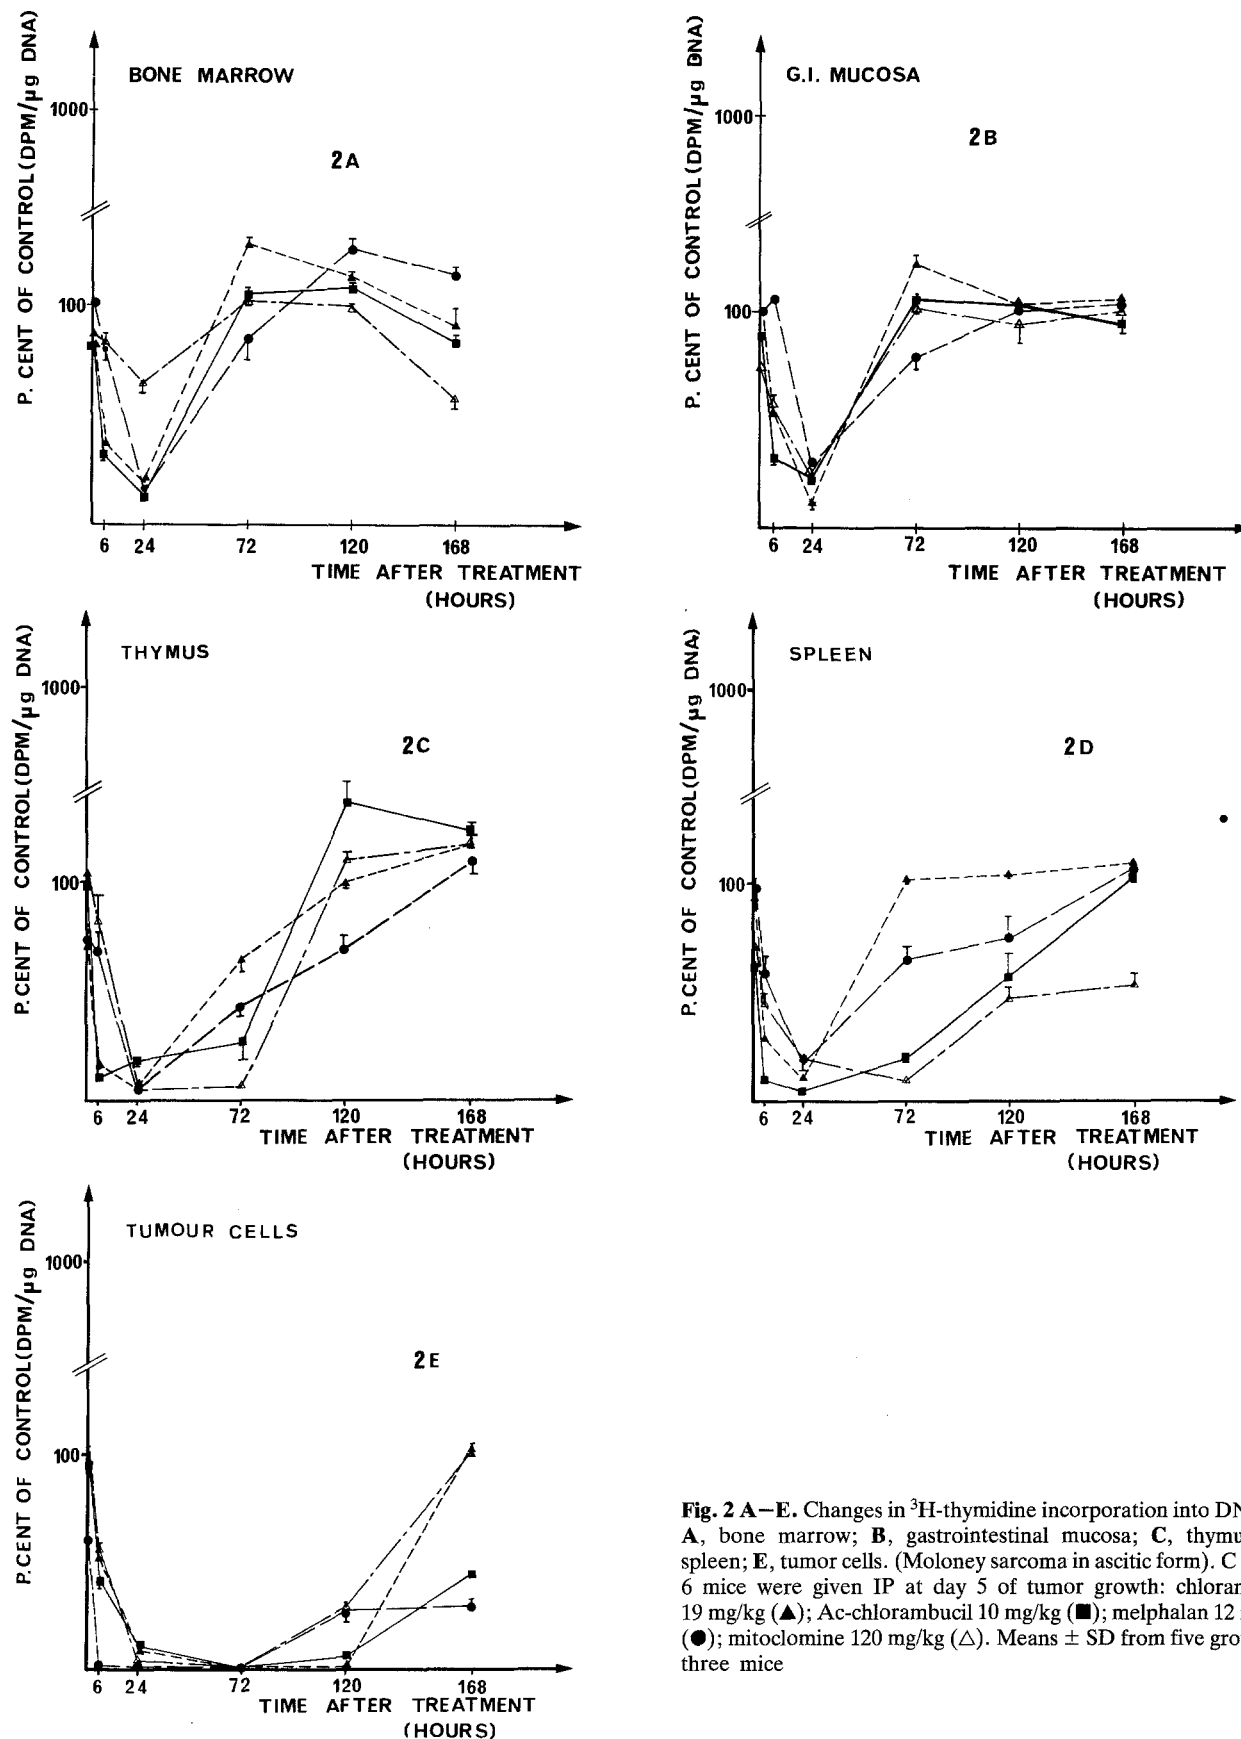 P. CENT OF CONTROL (DPM/µg DNA)
BONE MARROW
1000
2A
100
6 24 72 120 168
TIME AFTER TREATMENT
(HOURS)
P. CENT OF CONTROL (DPM/µg DNA)
G.I. MUCOSA
1000
2B
100
6 24 72 120 168
TIME AFTER TREATMENT
(HOURS)
P. CENT OF CONTROL (DPM/µg DNA)
THYMUS
1000
2C
100
6 24 72 120 168
TIME AFTER TREATMENT
(HOURS)
P. CENT OF CONTROL (DPM/µg DNA)
SPLEEN
1000
2D
100
6 24 72 120 168
TIME AFTER TREATMENT
(HOURS)
P. CENT OF CONTROL (DPM/µg DNA)
TUMOUR CELLS
1000
2E
100
6 24 72 120 168
TIME AFTER TREATMENT
(HOURS)
Fig. 2 A–E. Changes in ³H-thymidine incorporation into DN
A, bone marrow; B, gastrointestinal mucosa; C, thymu
spleen; E, tumor cells. (Moloney sarcoma in ascitic form). C
6 mice were given IP at day 5 of tumor growth: chloram
19 mg/kg (▲); Ac-chlorambucil 10 mg/kg (■); melphalan 12
(●); mitoclomine 120 mg/kg (△). Means ± SD from five grou
three mice